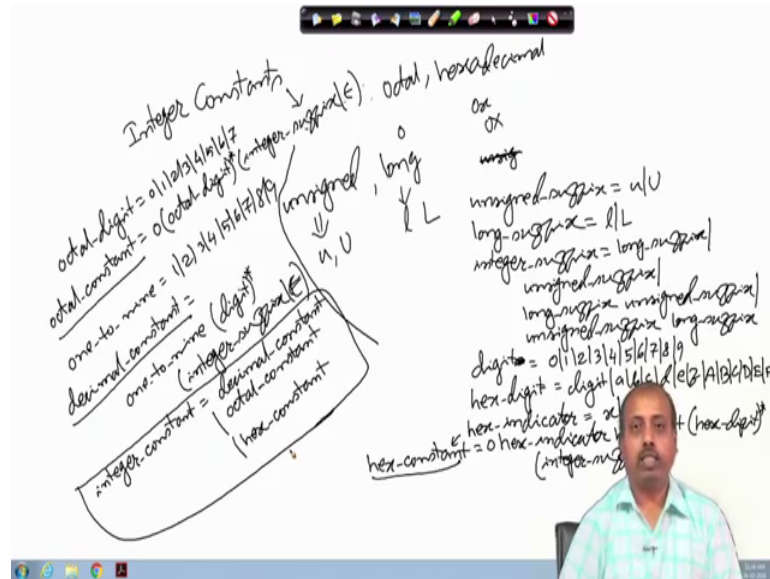 Integer Constants octal, hexadecimal
octal-digit = 0|1|2|3|4|5|6|7
octal-constant = 0(octal-digit)*(integer-suffix|ε)
one-to-nine = 1|2|3|4|5|6|7|8|9
decimal-constant =
one-to-nine (digit)*
(integer-suffix|ε)
integer-constant = decimal-constant
|octal-constant
|hex-constant
0
unsigned, long
u, U
l L
0x
0X
unsig
unsigned-suffix = u|U
long-suffix = l|L
integer-suffix = long-suffix|
unsigned-suffix|
long-suffix unsigned-suffix|
unsigned-suffix long-suffix
digit = 0|1|2|3|4|5|6|7|8|9
hex-digit = digit|a|b|c|d|e|f|A|B|C|D|E|F
hex-indicator = x|
hex-constant = 0 hex-indicator (hex-digit)*
(integer-suf